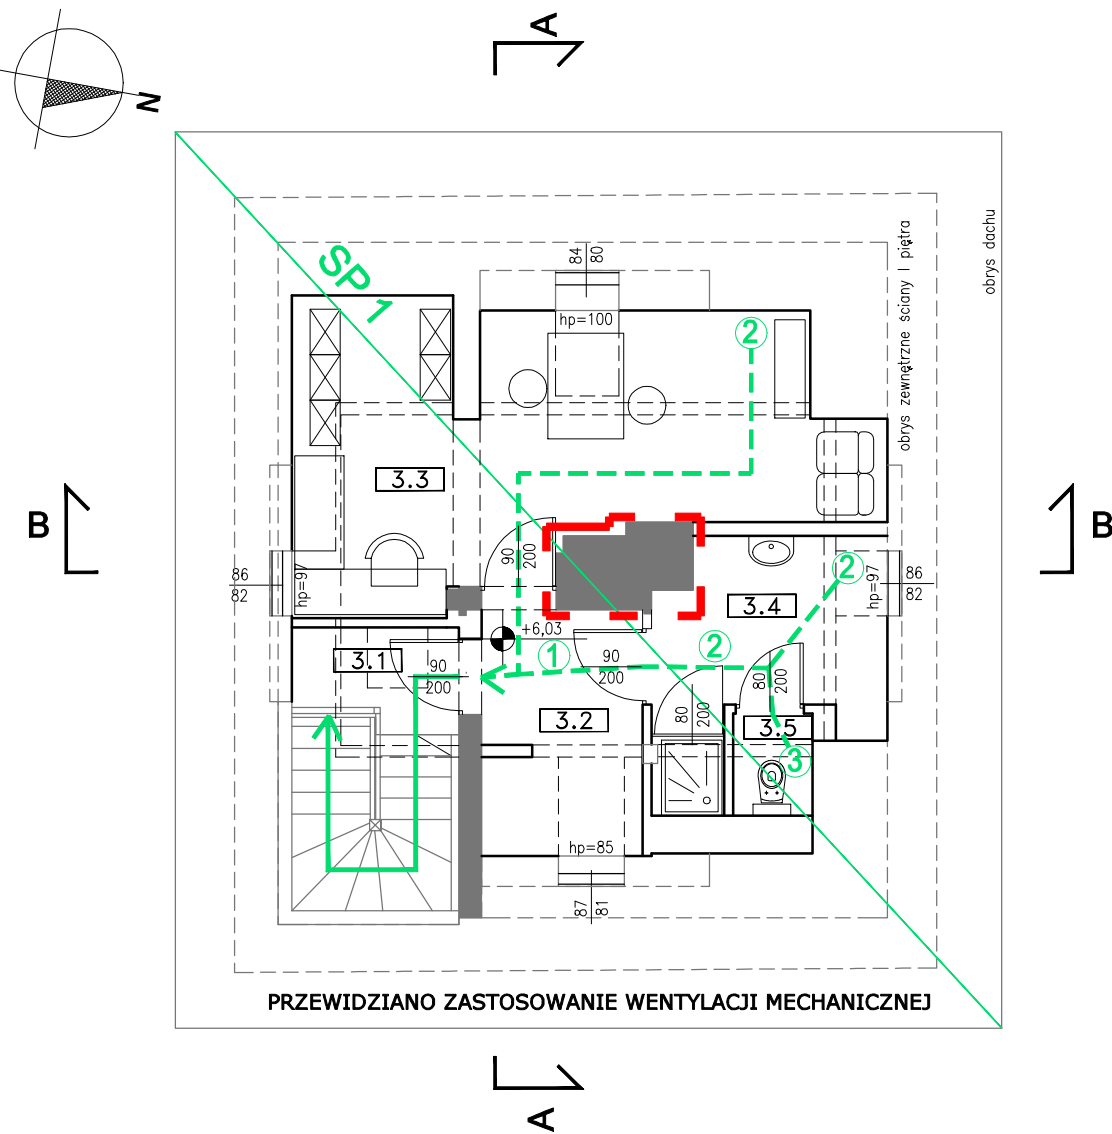 A
N
SP 1
obrys dachu
obrys zewnętrzne ściany I piętra
84
80
hp=100
2
3.3
B
B
90
200
86
82
hp=97
2
hp=97
86
82
3.4
+6,03
1
2
3.1
90
200
90
200
80
200
80
200
3.2
3.5
3
hp=85
87
81
PRZEWIDZIANO ZASTOSOWANIE WENTYLACJI MECHANICZNEJ
A